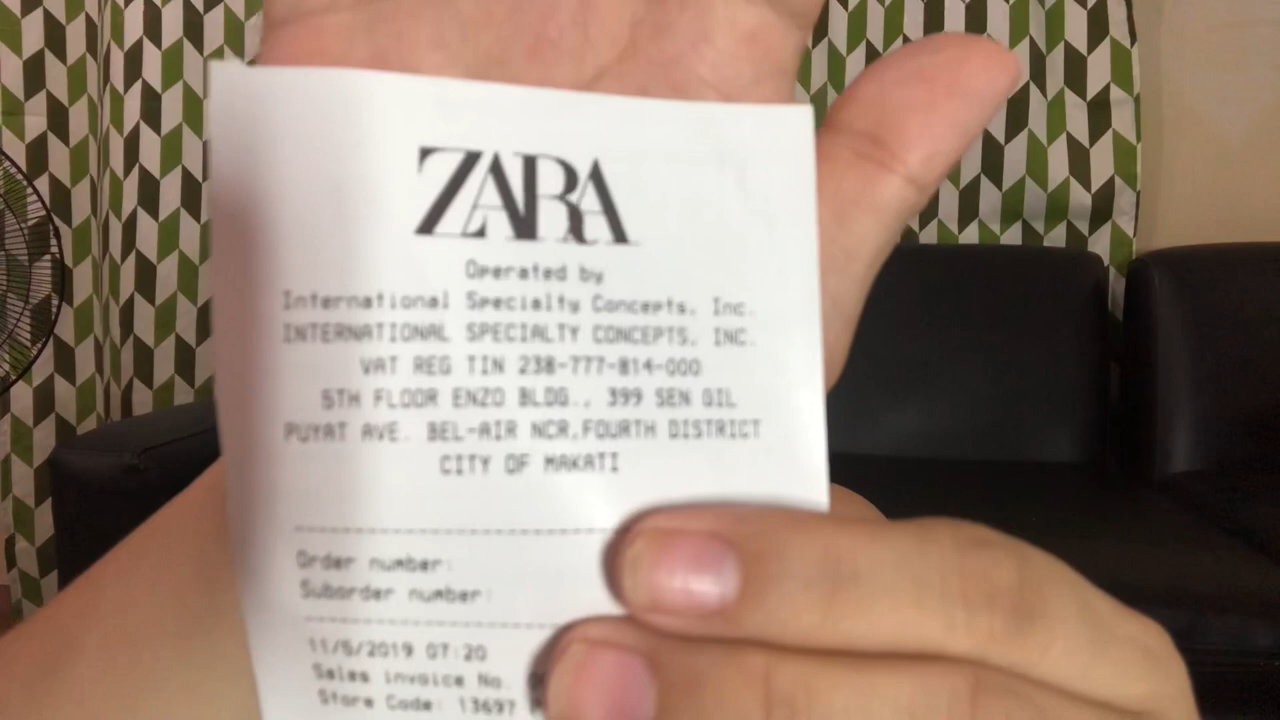 ZARA
Operated by
International Specialty Concepts, Inc.
INTERNATIONAL SPECIALTY CONCEPTS, INC.
VAT REG TIN 238-777-814-000
5TH FLOOR ENZO BLDG., 399 SEN GIL
PUYAT AVE. BEL-AIR NCR,FOURTH DISTRICT
CITY OF MAKATI
Order number:
Suborder number:
11/5/2019 07:20
Sales invoice No.
Store Code: 13697